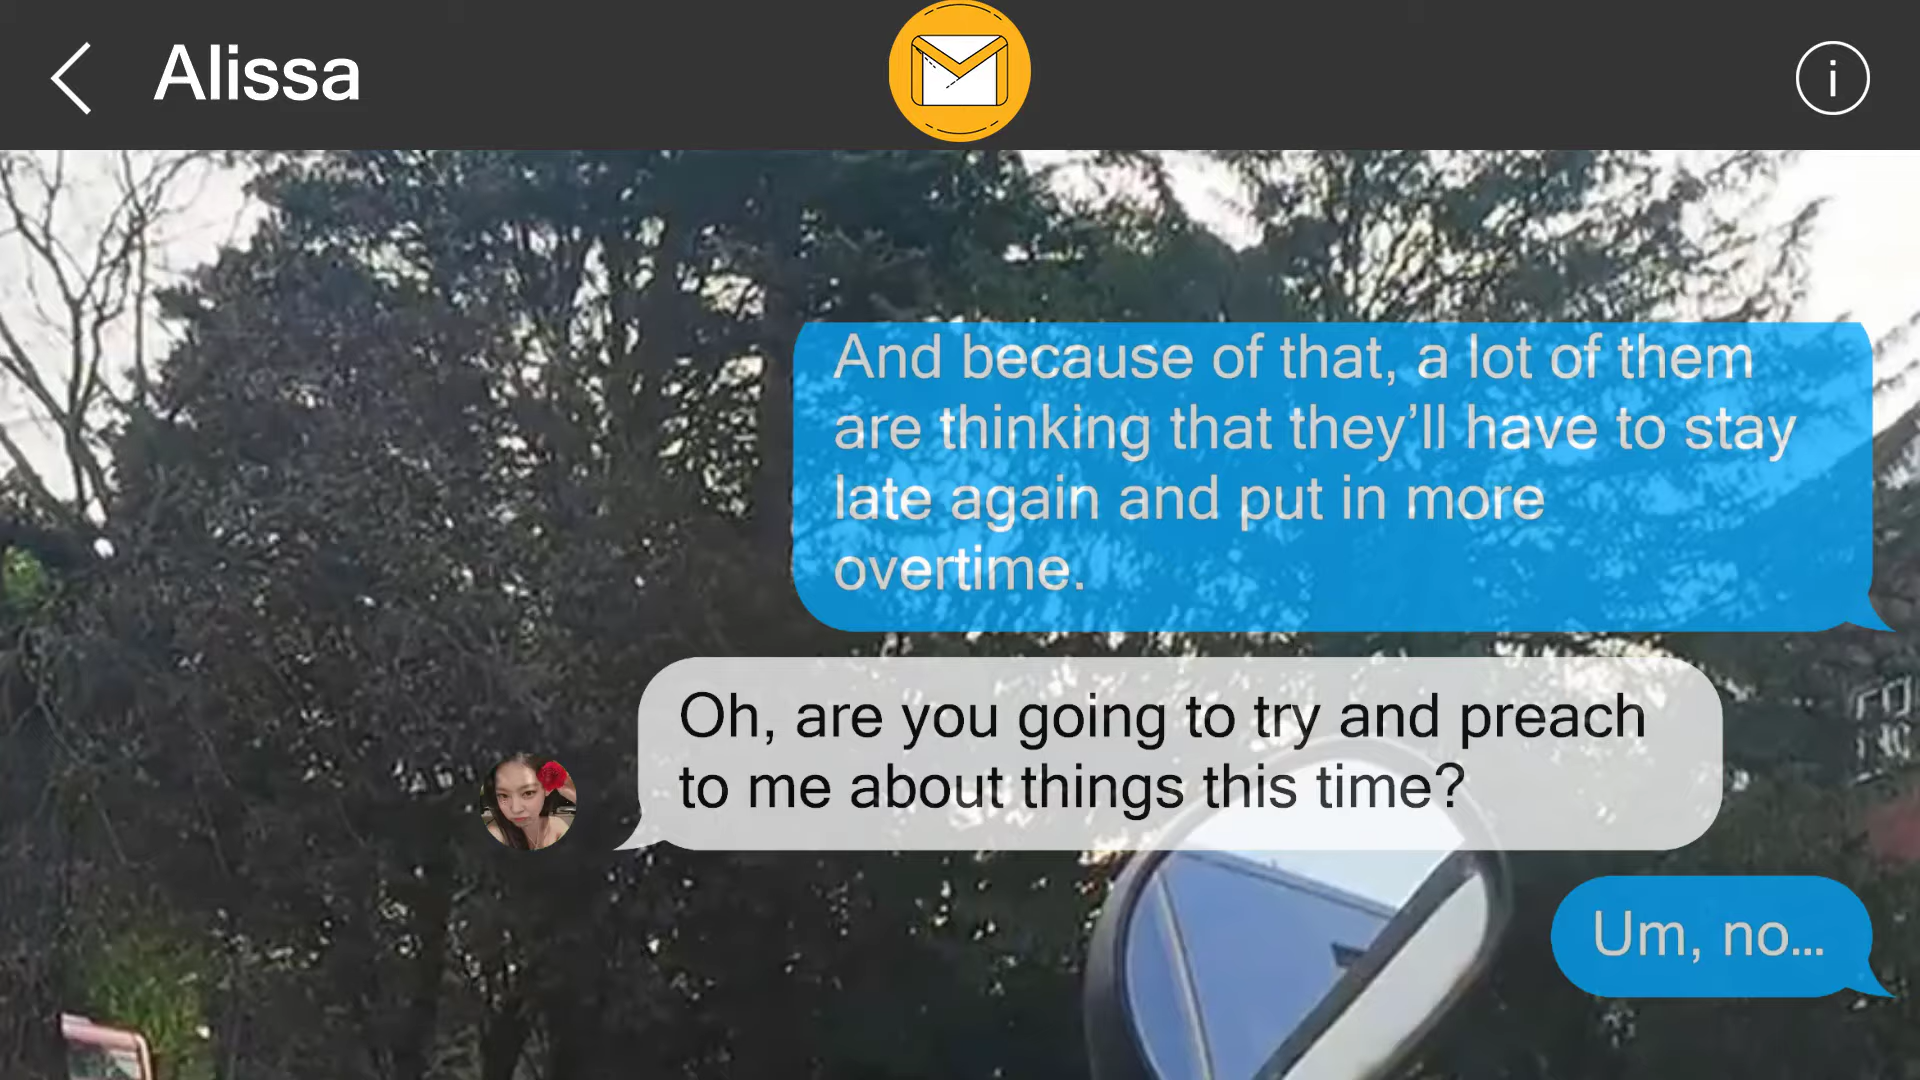 Alissa
And because of that, a lot of them
are thinking that they’ll have to stay
late again and put in more
overtime.
Oh, are you going to try and preach
to me about things this time?
Um, no...